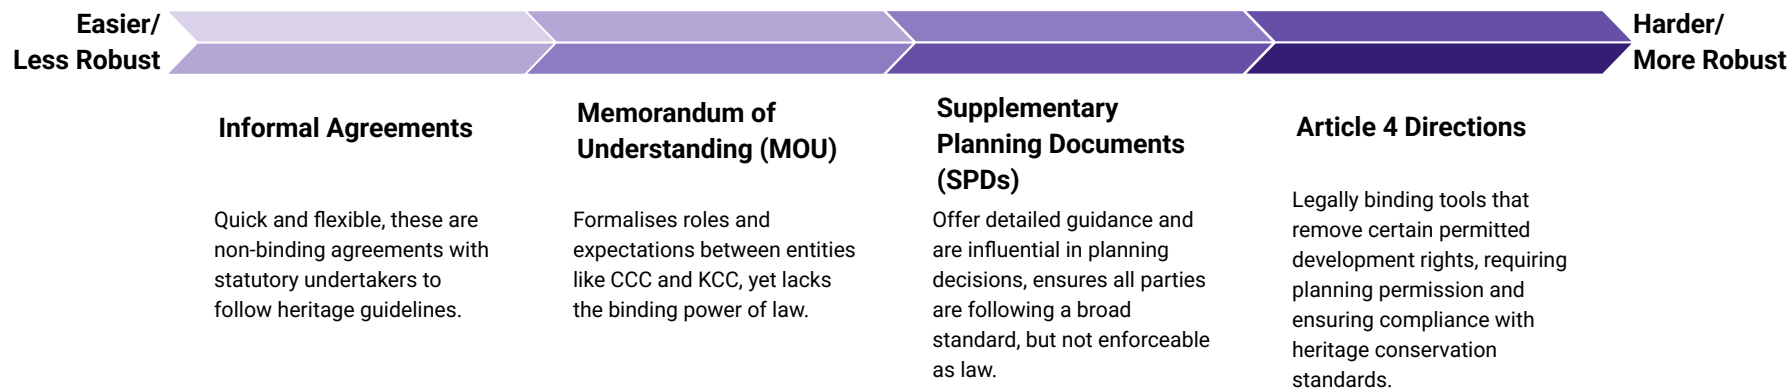 Easier/
Less Robust
Harder/
More Robust
Informal Agreements
Quick and flexible, these are
non-binding agreements with
statutory undertakers to
follow heritage guidelines.
Memorandum of
Understanding (MOU)
Formalises roles and
expectations between entities
like CCC and KCC, yet lacks
the binding power of law.
Supplementary
Planning Documents
(SPDs)
Offer detailed guidance and
are influential in planning
decisions, ensures all parties
are following a broad
standard, but not enforceable
as law.
Article 4 Directions
Legally binding tools that
remove certain permitted
development rights, requiring
planning permission and
ensuring compliance with
heritage conservation
standards.